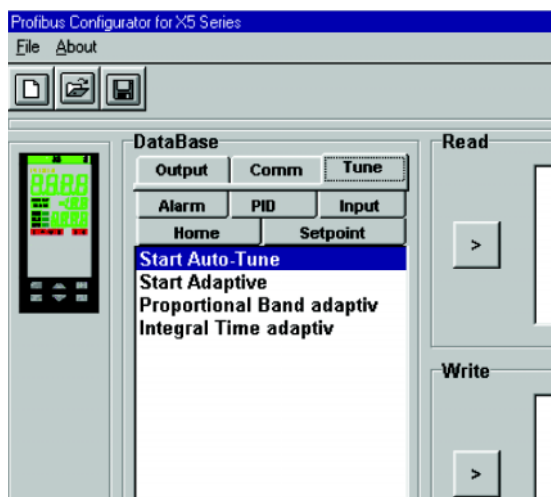 Profibus Configurator for X5 Series
File About
DataBase
Output Comm Tune
Alarm PID Input
Home Setpoint
Start Auto-Tune
Start Adaptive
Proportional Band adaptiv
Integral Time adaptiv
Read
>
Write
>